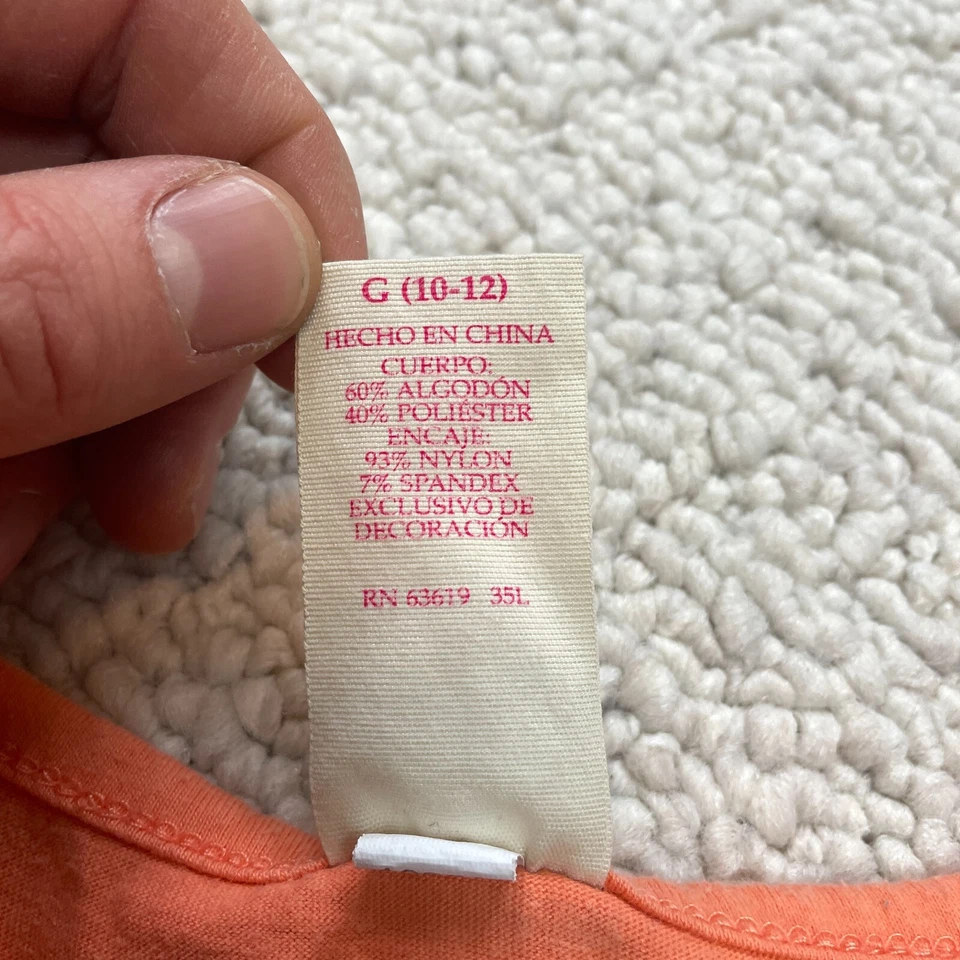 G (10-12)
HECHO EN CHINA
CUERPO:
60% ALGODÓN
40% POLIÉSTER
ENCAJE:
93% NYLON
7% SPANDEX
EXCLUSIVO DE
DECORACIÓN
RN 63619 35L